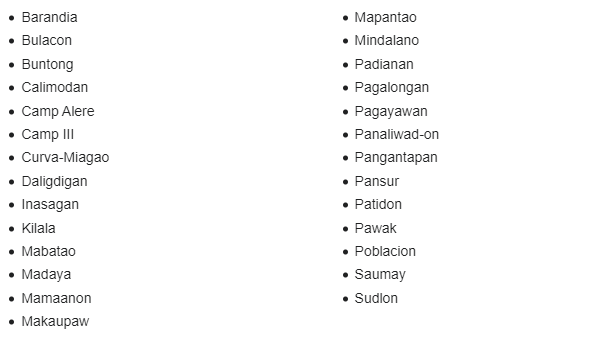 Barandia
Bulacon
Buntong
Calimodan
Camp Alere
Camp III
Curva-Miagao
Daligdigan
Inasagan
Kilala
Mabatao
Madaya
Mamaanon
Makaupaw
Mapantao
Mindalano
Padianan
Pagalongan
Pagayawan
Panaliwad-on
Pangantapan
Pansur
Patidon
Pawak
Poblacion
Saumay
Sudlon